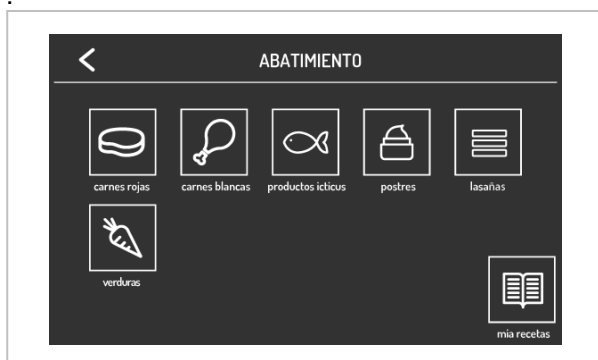 .
ABATIMIENTO
carnes rojas
carnes blancas
productos icticus
postres
lasañas
verduras
mia recetas